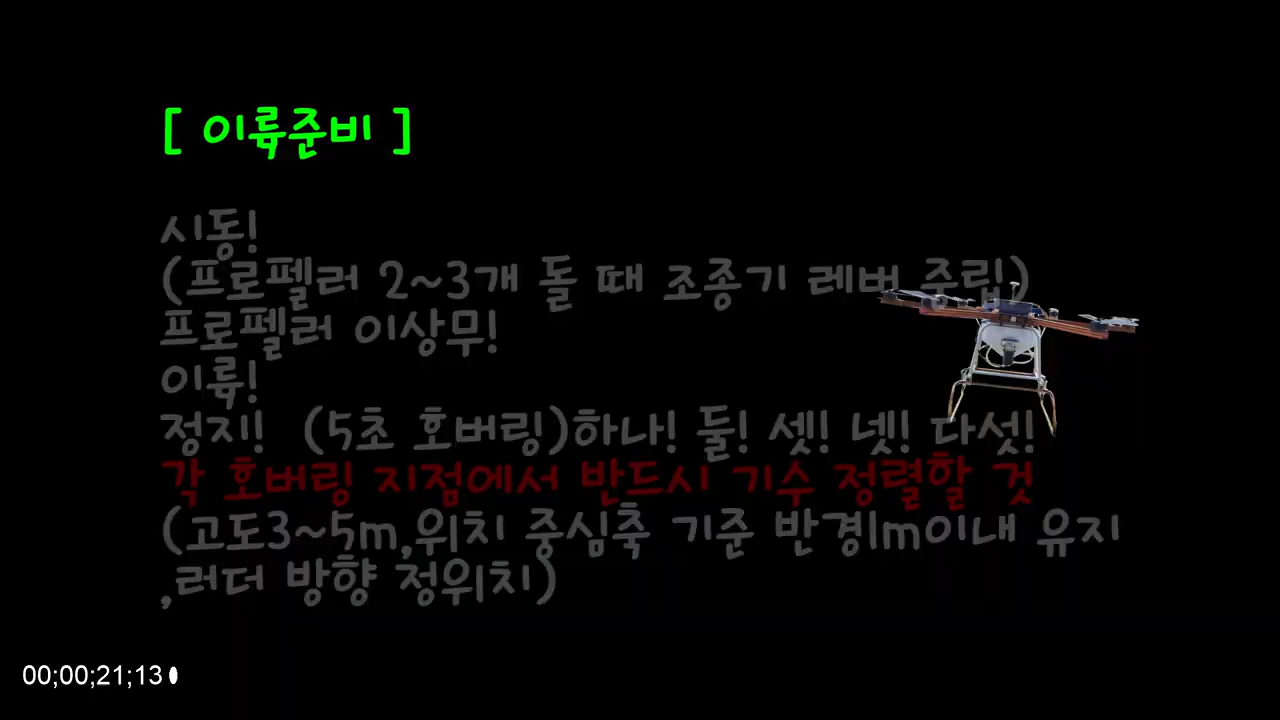 [ 이륙준비 ]
시동!
(프로펠러 2~3개 돌 때 조종기 레버 중립)
프로펠러 이상무!
이륙!
정지! (5초 호버링)하나! 둘! 셋! 넷! 다섯!
각 호버링 지점에서 반드시 기수 정렬할 것
(고도3~5m,위치 중심축 기준 반경1m이내 유지
,러더 방향 정위치)
00;00;21;13